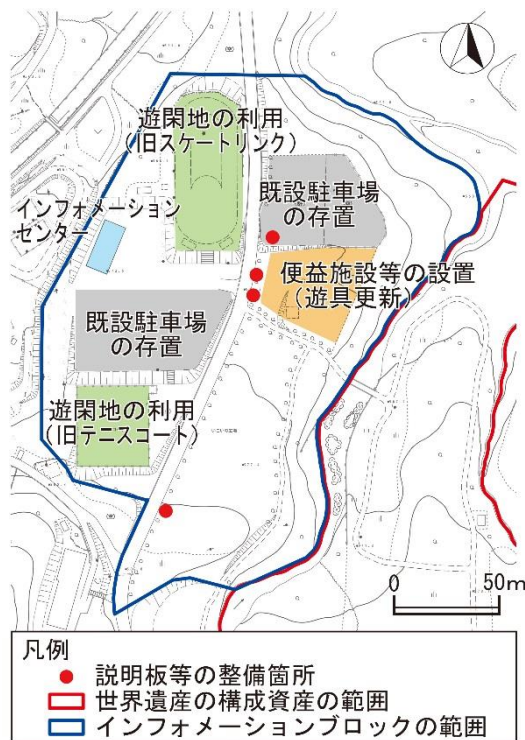 遊閑地の利用
(旧スケートリンク)
既設駐車場
の存置
インフォメーション
センター
便益施設等の設置
(遊具更新)
既設駐車場
の存置
遊閑地の利用
(旧テニスコート)
0 50m
凡例
説明板等の整備箇所
世界遺産の構成資産の範囲
インフォメーションブロックの範囲